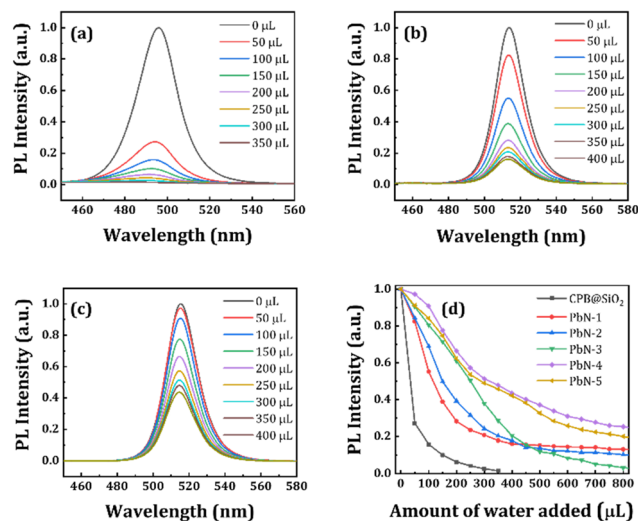 (a)
0 μL
50 μL
100 μL
150 μL
200 μL
250 μL
300 μL
350 μL
PL Intensity (a.u.)
1.0
0.8
0.6
0.4
0.2
0.0
460 480 500 520 540 560
Wavelength (nm)
(b)
0 μL
50 μL
100 μL
150 μL
200 μL
250 μL
300 μL
350 μL
400 μL
PL Intensity (a.u.)
1.0
0.8
0.6
0.4
0.2
0.0
460 480 500 520 540 560 580
Wavelength (nm)
(c)
0 μL
50 μL
100 μL
150 μL
200 μL
250 μL
300 μL
350 μL
400 μL
PL Intensity (a.u.)
1.0
0.8
0.6
0.4
0.2
0.0
460 480 500 520 540 560 580
Wavelength (nm)
(d)
CPB@SiO₂
PbN-1
PbN-2
PbN-3
PbN-4
PbN-5
PL Intensity (a.u.)
1.0
0.8
0.6
0.4
0.2
0.0
0 100 200 300 400 500 600 700 800
Amount of water added (μL)